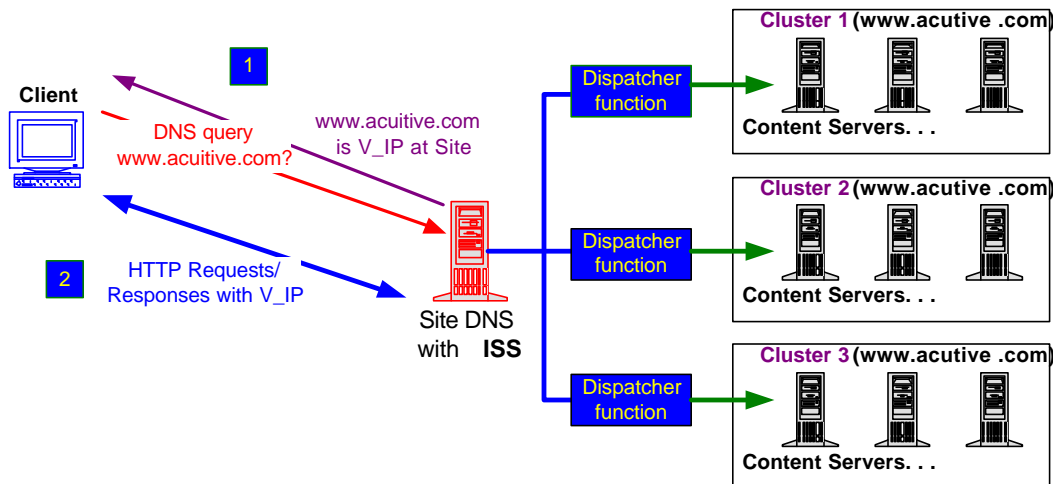 1
Client
DNS query
www.acuitive.com?
www.acuitive.com
is V_IP at Site
2
HTTP Requests/
Responses with V_IP
Site DNS
with ISS
Dispatcher
function
Cluster 1 (www.acutive .com)
Content Servers. . .
Dispatcher
function
Cluster 2 (www.acutive .com)
Content Servers. . .
Dispatcher
function
Cluster 3 (www.acutive .com)
Content Servers. . .